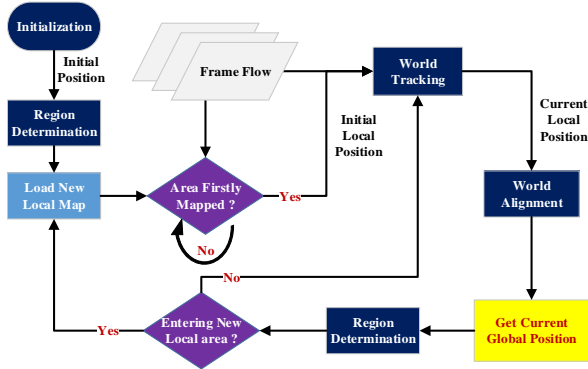 Initialization
Initial
Position
Region
Determination
Load New
Local Map
Frame Flow
Area Firstly
Mapped ?
Yes
No
Initial
Local
Position
World
Tracking
Current
Local
Position
World
Alignment
Get Current
Global Position
Region
Determination
Entering New
Local area ?
No
Yes